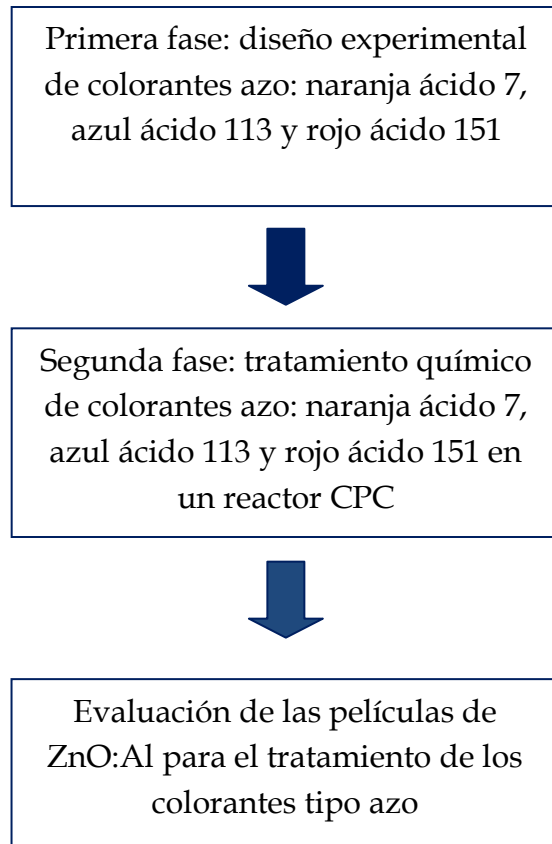 Primera fase: diseño experimental
de colorantes azo: naranja ácido 7,
azul ácido 113 y rojo ácido 151
Segunda fase: tratamiento químico
de colorantes azo: naranja ácido 7,
azul ácido 113 y rojo ácido 151 en
un reactor CPC
Evaluación de las películas de
ZnO:Al para el tratamiento de los
colorantes tipo azo